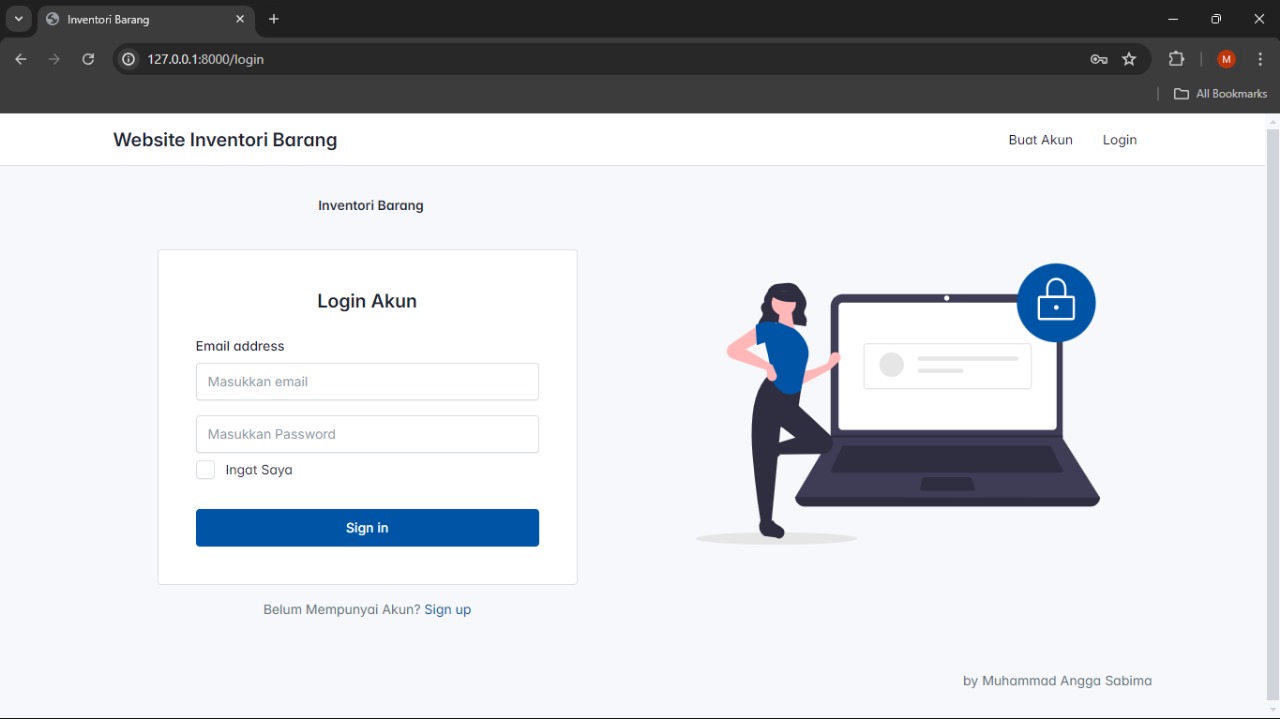 Inventori Barang
127.0.0.1:8000/login
M
All Bookmarks
Website Inventori Barang
Buat Akun
Login
Inventori Barang
Login Akun
Email address
Masukkan email
Masukkan Password
Ingat Saya
Sign in
Belum Mempunyai Akun? Sign up
by Muhammad Angga Sabima